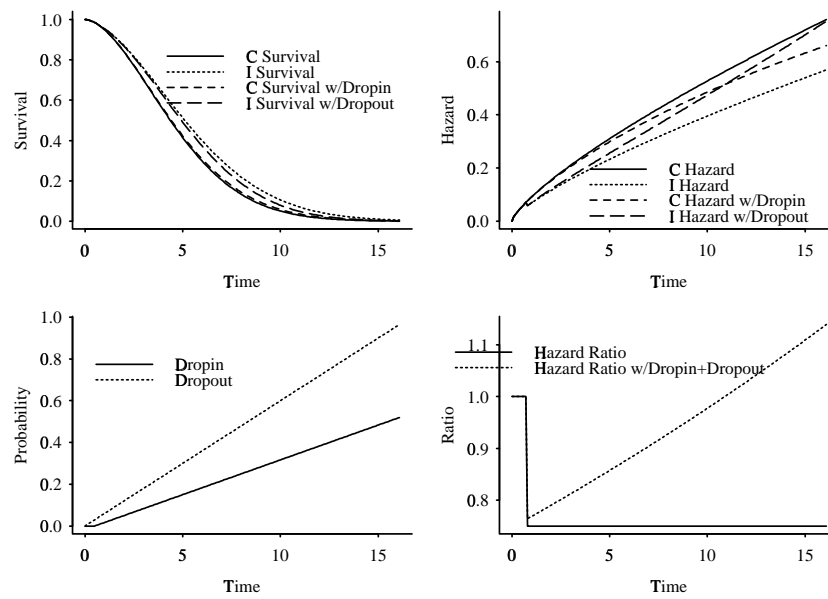 1.0
0.8
0.6
0.4
0.2
0.0
Survival
C Survival
I Survival
C Survival w/Dropin
I Survival w/Dropout
0
5
10
15
Time
0.6
0.4
0.2
0.0
Hazard
C Hazard
I Hazard
C Hazard w/Dropin
I Hazard w/Dropout
0
5
10
15
Time
1.0
0.8
0.6
0.4
0.2
0.0
Probability
Dropin
Dropout
0
5
10
15
Time
1.1
1.0
0.9
0.8
Ratio
Hazard Ratio
Hazard Ratio w/Dropin+Dropout
0
5
10
15
Time